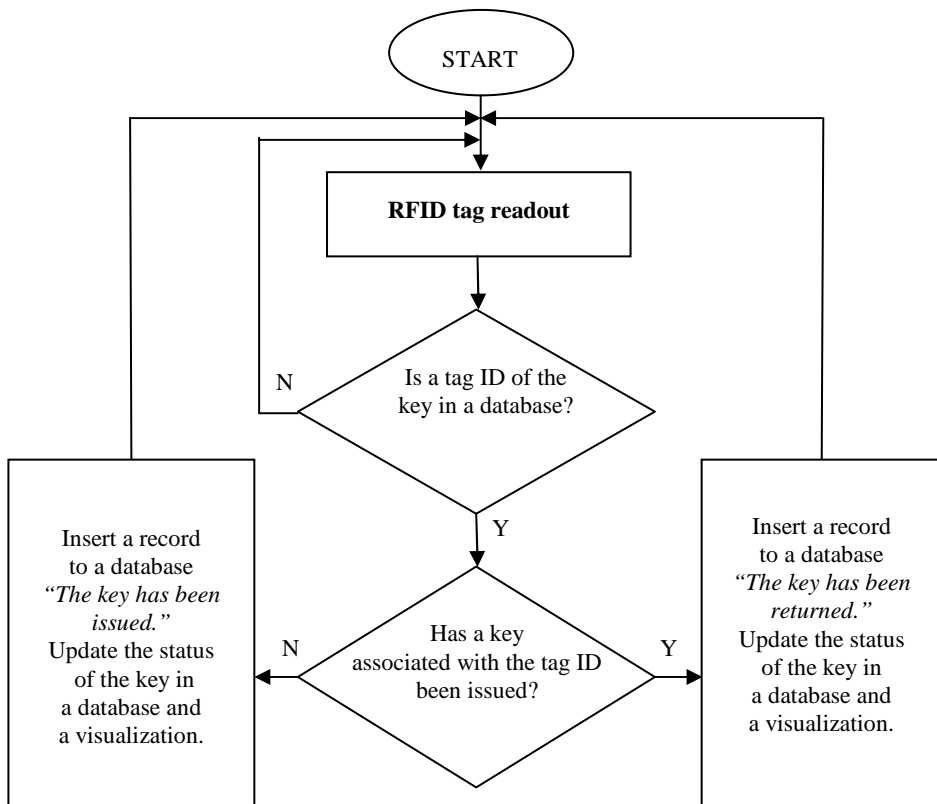 START
RFID tag readout
Is a tag ID of the
key in a database?
N
Y
Has a key
associated with the tag ID
been issued?
N
Y
Insert a record
to a database
“The key has been
issued.”
Update the status
of the key in
a database and
a visualization.
Insert a record
to a database
“The key has been
returned.”
Update the status
of the key in
a database and
a visualization.